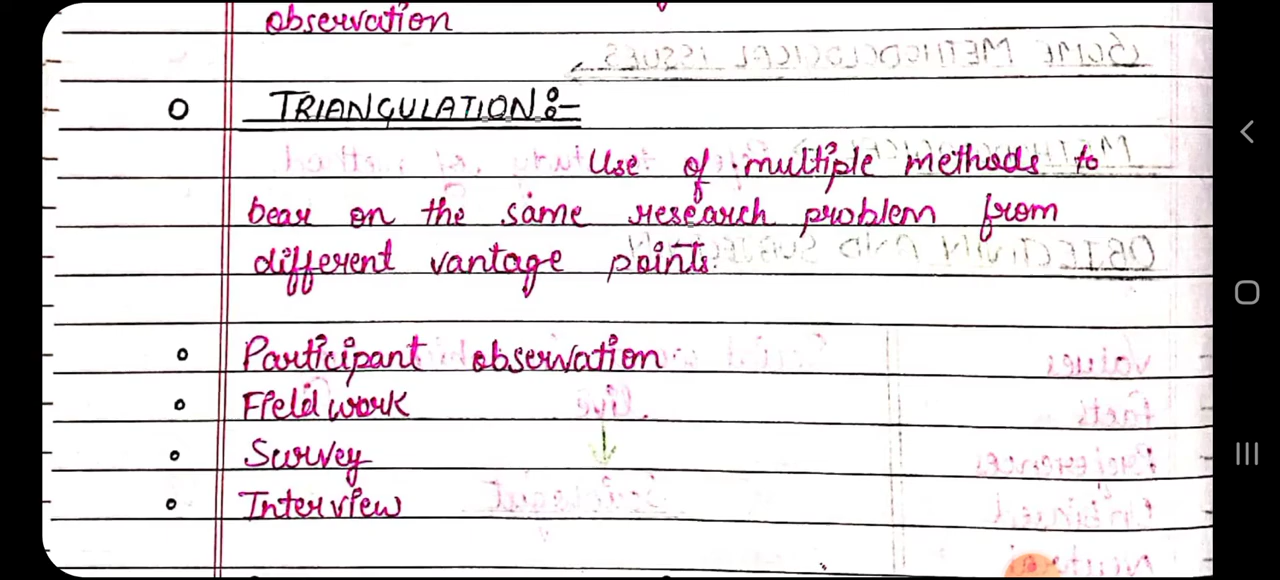 observation
TRIANGULATION :-
Use of multiple methods to
bear on the same research problem from
different vantage points.
Participant observation
Field work
Survey
Interview